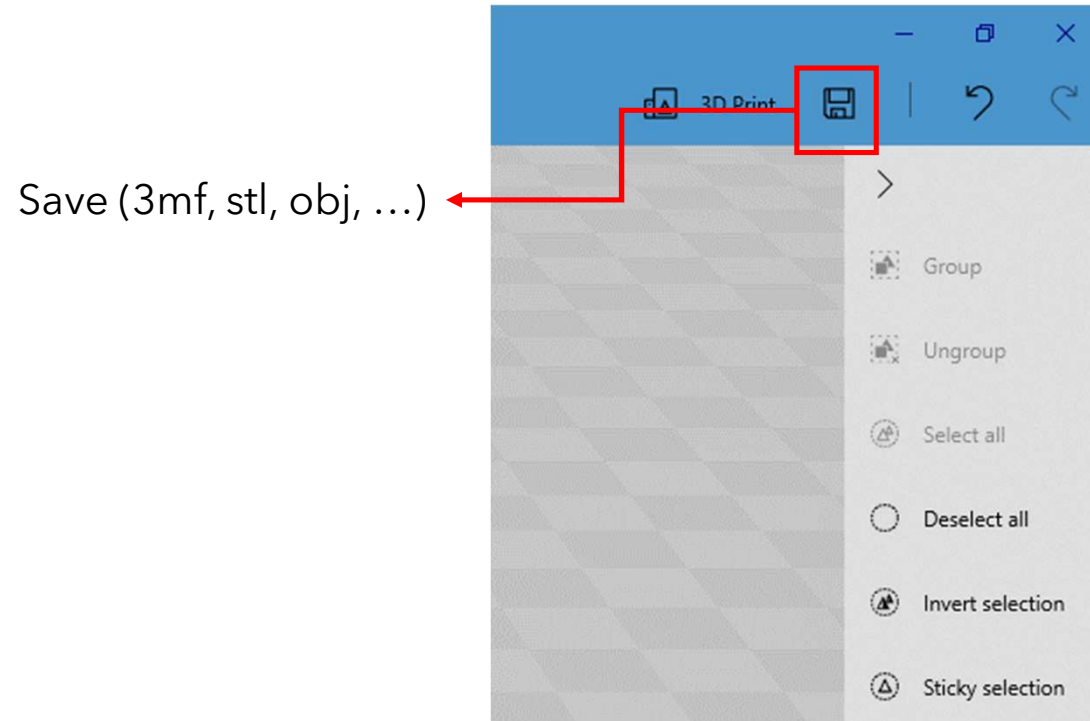 3D Print
Save (3mf, stl, obj, …)
Group
Ungroup
Select all
Deselect all
Invert selection
Sticky selection